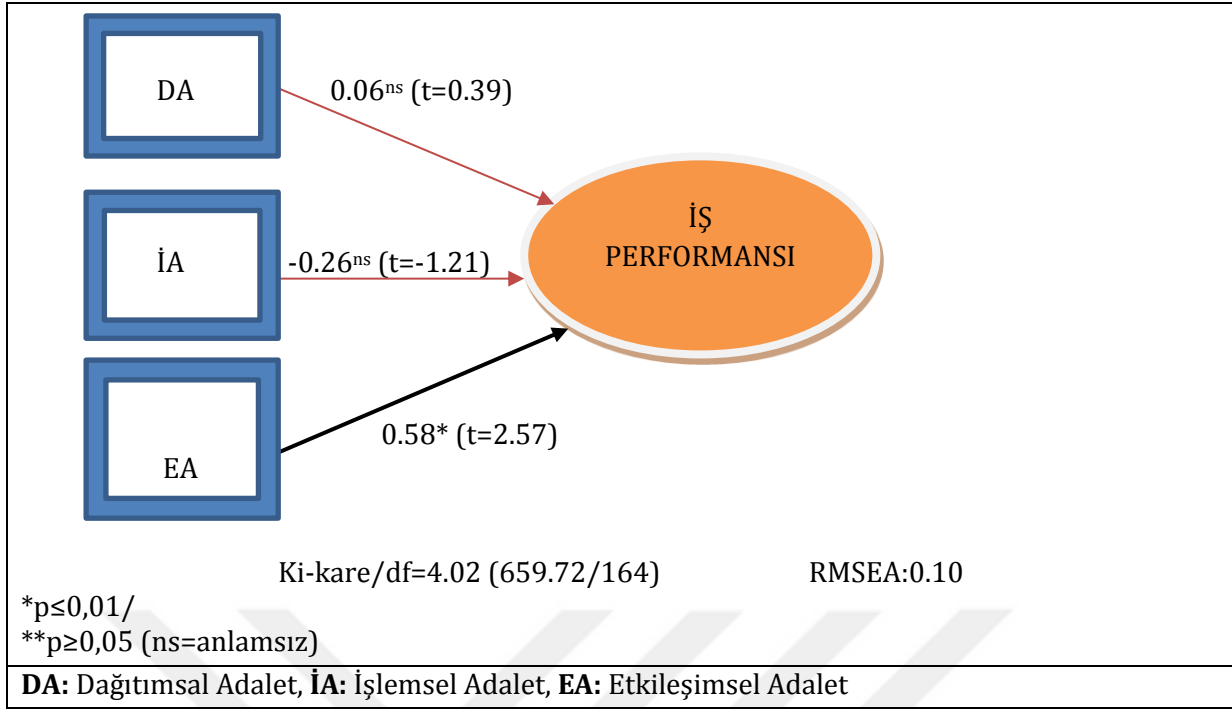 DA
0.06ⁿˢ (t=0.39)
İŞ
PERFORMANSI
İA
-0.26ⁿˢ (t=-1.21)
0.58* (t=2.57)
EA
Ki-kare/df=4.02 (659.72/164) RMSEA:0.10
*p≤0,01/
**p≥0,05 (ns=anlamsız)
DA: Dağıtımsal Adalet, İA: İşlemsel Adalet, EA: Etkileşimsel Adalet